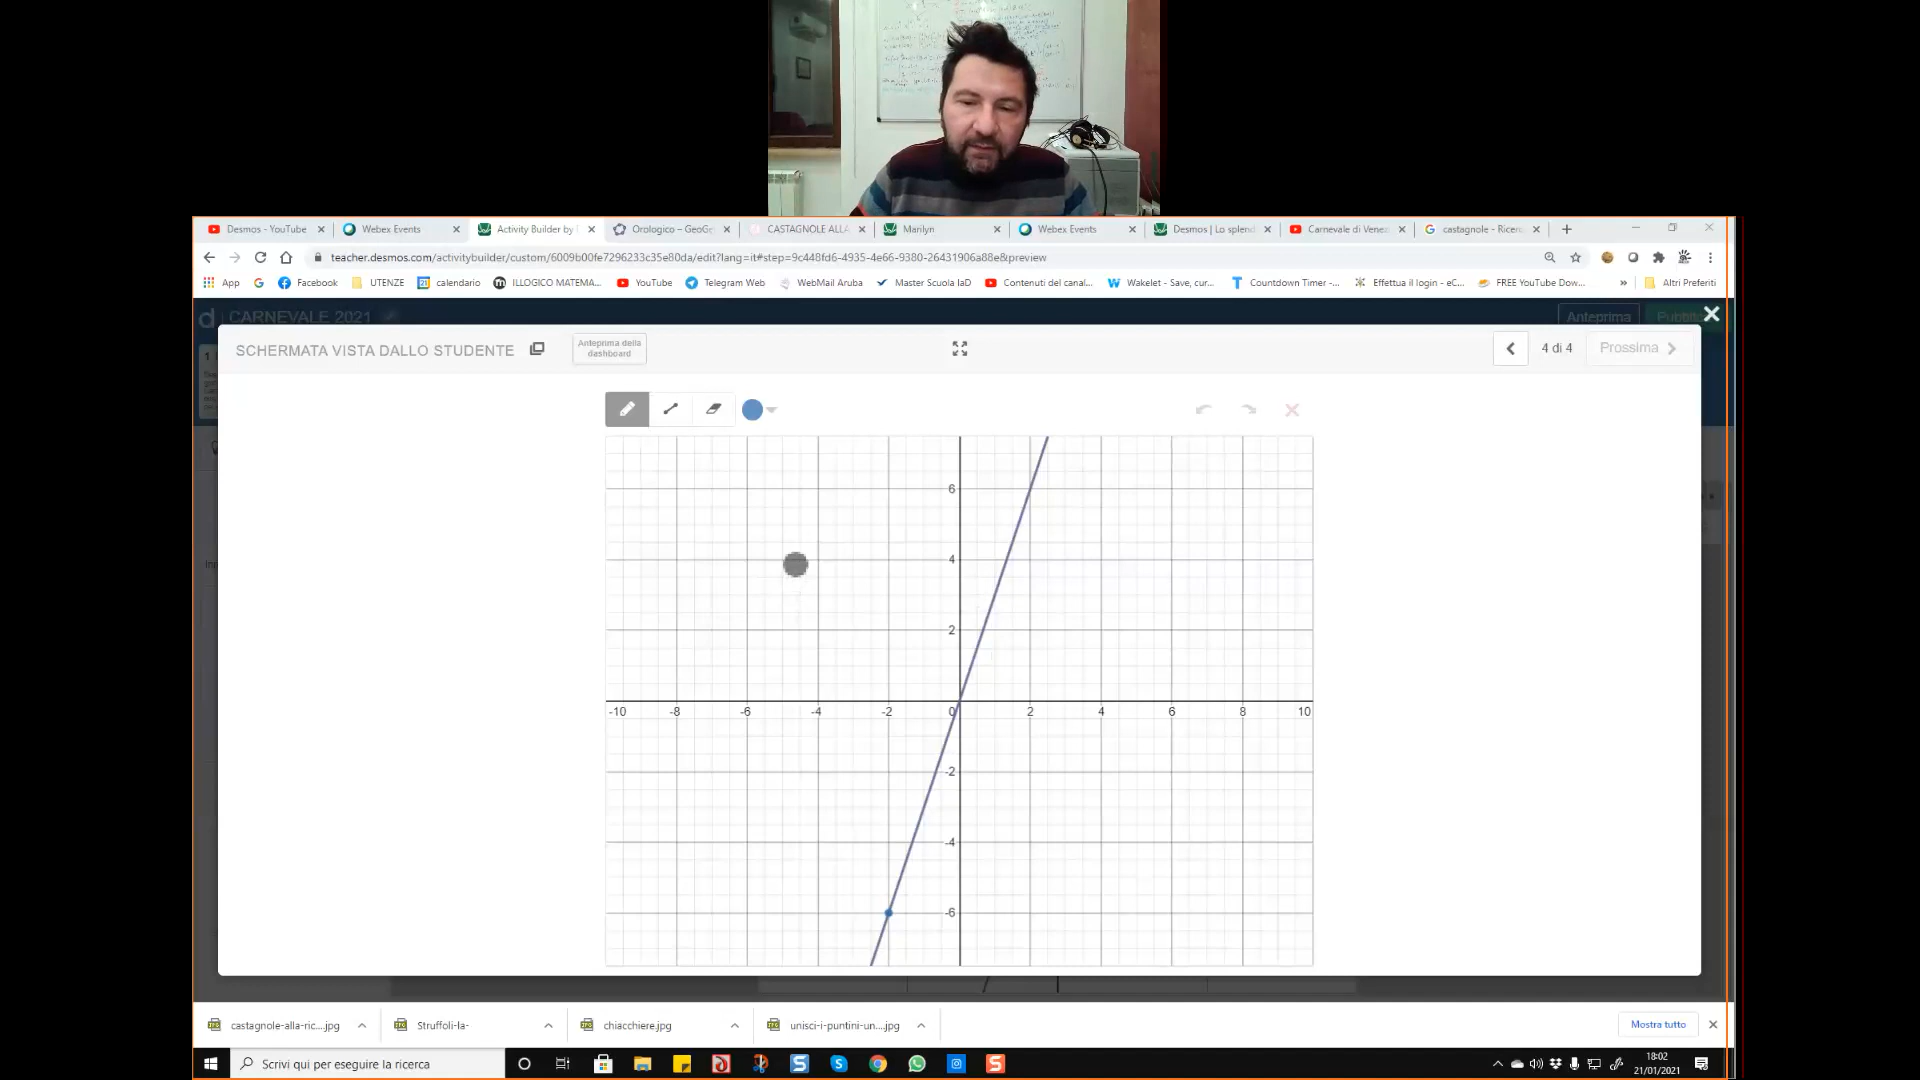 Desmos - YouTube
Webex Events
Activity Builder by
Orologico – GeoGe
CASTAGNOLE ALLA
Marilyn
Webex Events
Desmos | Lo splend
Carnevale di Venez
castagnole - Ricerc
teacher.desmos.com/activitybuilder/custom/6009b00fe7296233c35e80da/edit?lang=it#step=9c448fd6-4935-4e66-9380-26431906a88e&preview
App
Facebook
UTENZE
calendario
ILLOGICO MATEMA...
YouTube
Telegram Web
WebMail Aruba
Master Scuola IaD
Contenuti del canal...
Wakelet - Save, cur...
Countdown Timer -...
Effettua il login - eC...
FREE YouTube Dow...
»
Altri Preferiti
d CARNEVALE 2021
Anteprima
SCHERMATA VISTA DALLO STUDENTE
Anteprima della
dashboard
4 di 4
Prossima
6
4
2
-10 -8 -6 -4 -2 0 2 4 6 8 10
-2
-4
-6
castagnole-alla-ric....jpg
Struffoli-la-
chiacchiere.jpg
unisci-i-puntini-un....jpg
Mostra tutto
Scrivi qui per eseguire la ricerca
18:02
21/01/2021